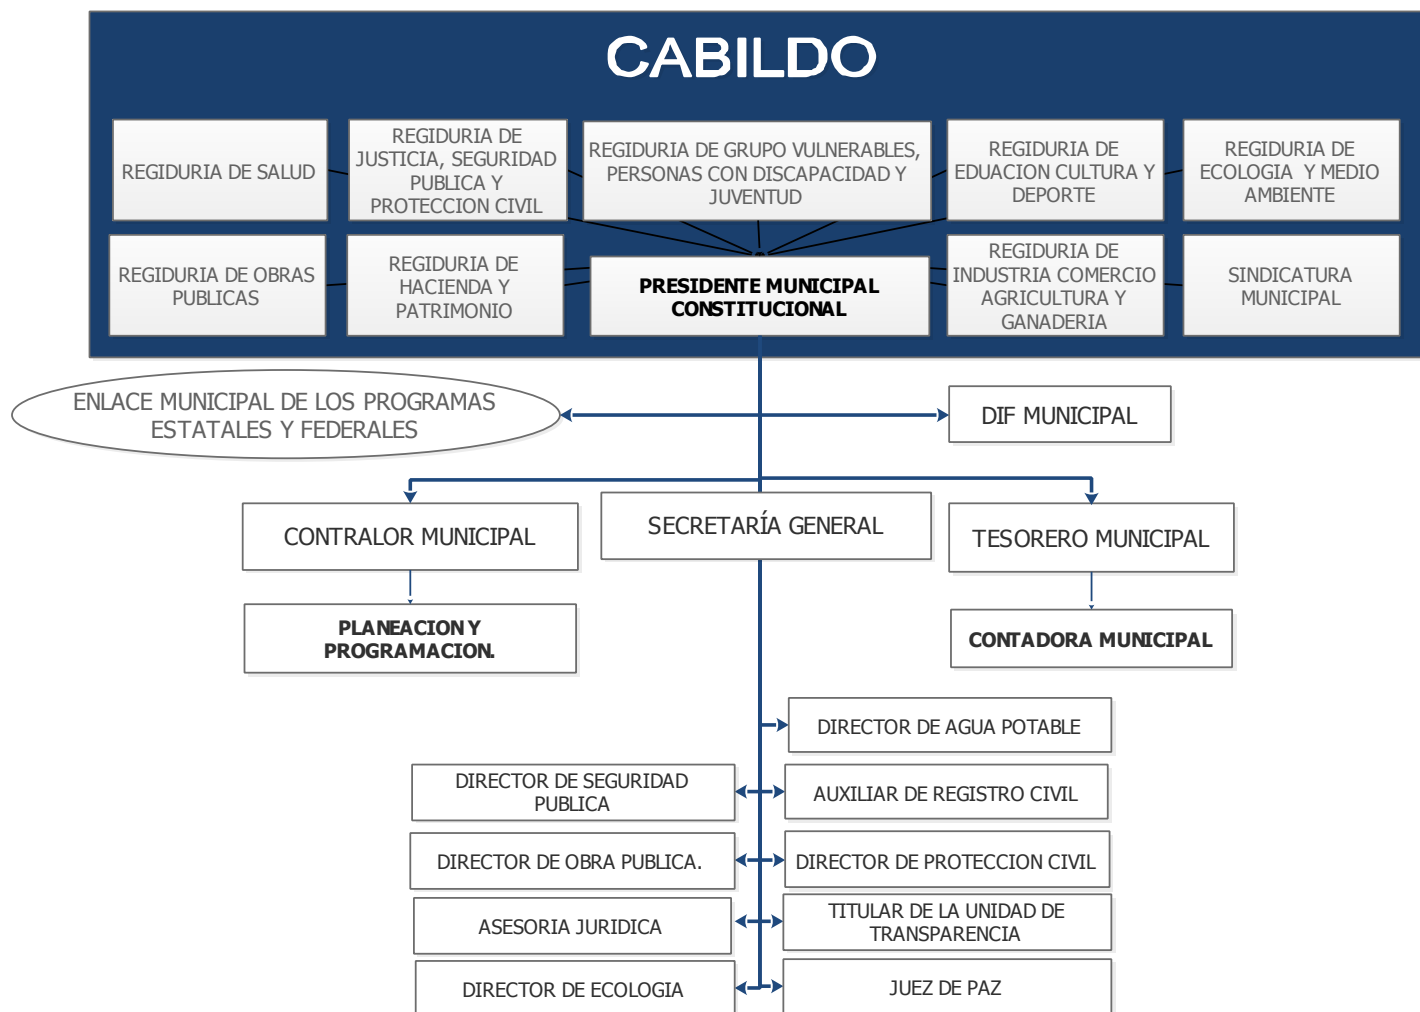 CABILDO
REGIDURIA DE SALUD
REGIDURIA DE
JUSTICIA, SEGURIDAD
PUBLICA Y
PROTECCION CIVIL
REGIDURIA DE GRUPO VULNERABLES,
PERSONAS CON DISCAPACIDAD Y
JUVENTUD
REGIDURIA DE
EDUACION CULTURA Y
DEPORTE
REGIDURIA DE
ECOLOGIA Y MEDIO
AMBIENTE
REGIDURIA DE OBRAS
PUBLICAS
REGIDURIA DE
HACIENDA Y
PATRIMONIO
PRESIDENTE MUNICIPAL
CONSTITUCIONAL
REGIDURIA DE
INDUSTRIA COMERCIO
AGRICULTURA Y
GANADERIA
SINDICATURA
MUNICIPAL
ENLACE MUNICIPAL DE LOS PROGRAMAS
ESTATALES Y FEDERALES
DIF MUNICIPAL
CONTRALOR MUNICIPAL
SECRETARÍA GENERAL
TESORERO MUNICIPAL
PLANEACION Y
PROGRAMACION.
CONTADORA MUNICIPAL
DIRECTOR DE AGUA POTABLE
DIRECTOR DE SEGURIDAD
PUBLICA
AUXILIAR DE REGISTRO CIVIL
DIRECTOR DE OBRA PUBLICA.
DIRECTOR DE PROTECCION CIVIL
ASESORIA JURIDICA
TITULAR DE LA UNIDAD DE
TRANSPARENCIA
DIRECTOR DE ECOLOGIA
JUEZ DE PAZ